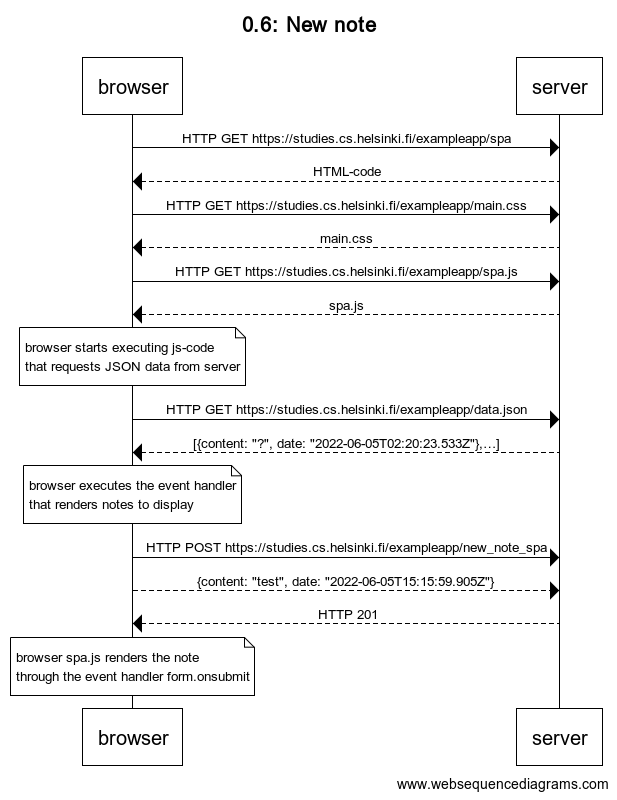 0.6: New note
browser
server
HTTP GET https://studies.cs.helsinki.fi/exampleapp/spa
HTML-code
HTTP GET https://studies.cs.helsinki.fi/exampleapp/main.css
main.css
HTTP GET https://studies.cs.helsinki.fi/exampleapp/spa.js
spa.js
browser starts executing js-code
that requests JSON data from server
HTTP GET https://studies.cs.helsinki.fi/exampleapp/data.json
[{content: "?", date: "2022-06-05T02:20:23.533Z"},...]
browser executes the event handler
that renders notes to display
HTTP POST https://studies.cs.helsinki.fi/exampleapp/new_note_spa
{content: "test", date: "2022-06-05T15:15:59.905Z"}
HTTP 201
browser spa.js renders the note
through the event handler form.onsubmit
browser
server
www.websequencediagrams.com